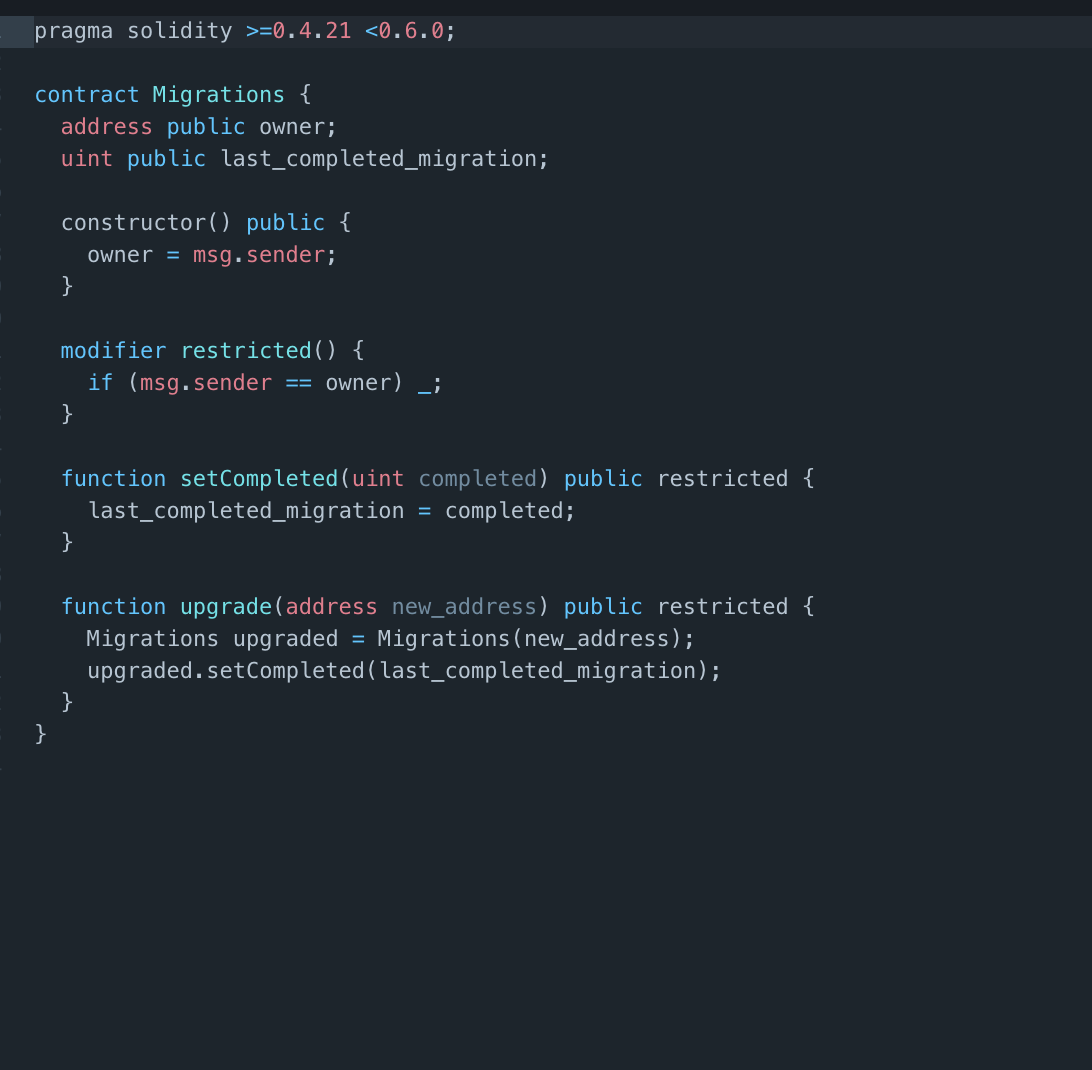 pragma solidity >=0.4.21 <0.6.0;

contract Migrations {
  address public owner;
  uint public last_completed_migration;

  constructor() public {
    owner = msg.sender;
  }

  modifier restricted() {
    if (msg.sender == owner) _;
  }

  function setCompleted(uint completed) public restricted {
    last_completed_migration = completed;
  }

  function upgrade(address new_address) public restricted {
    Migrations upgraded = Migrations(new_address);
    upgraded.setCompleted(last_completed_migration);
  }
}